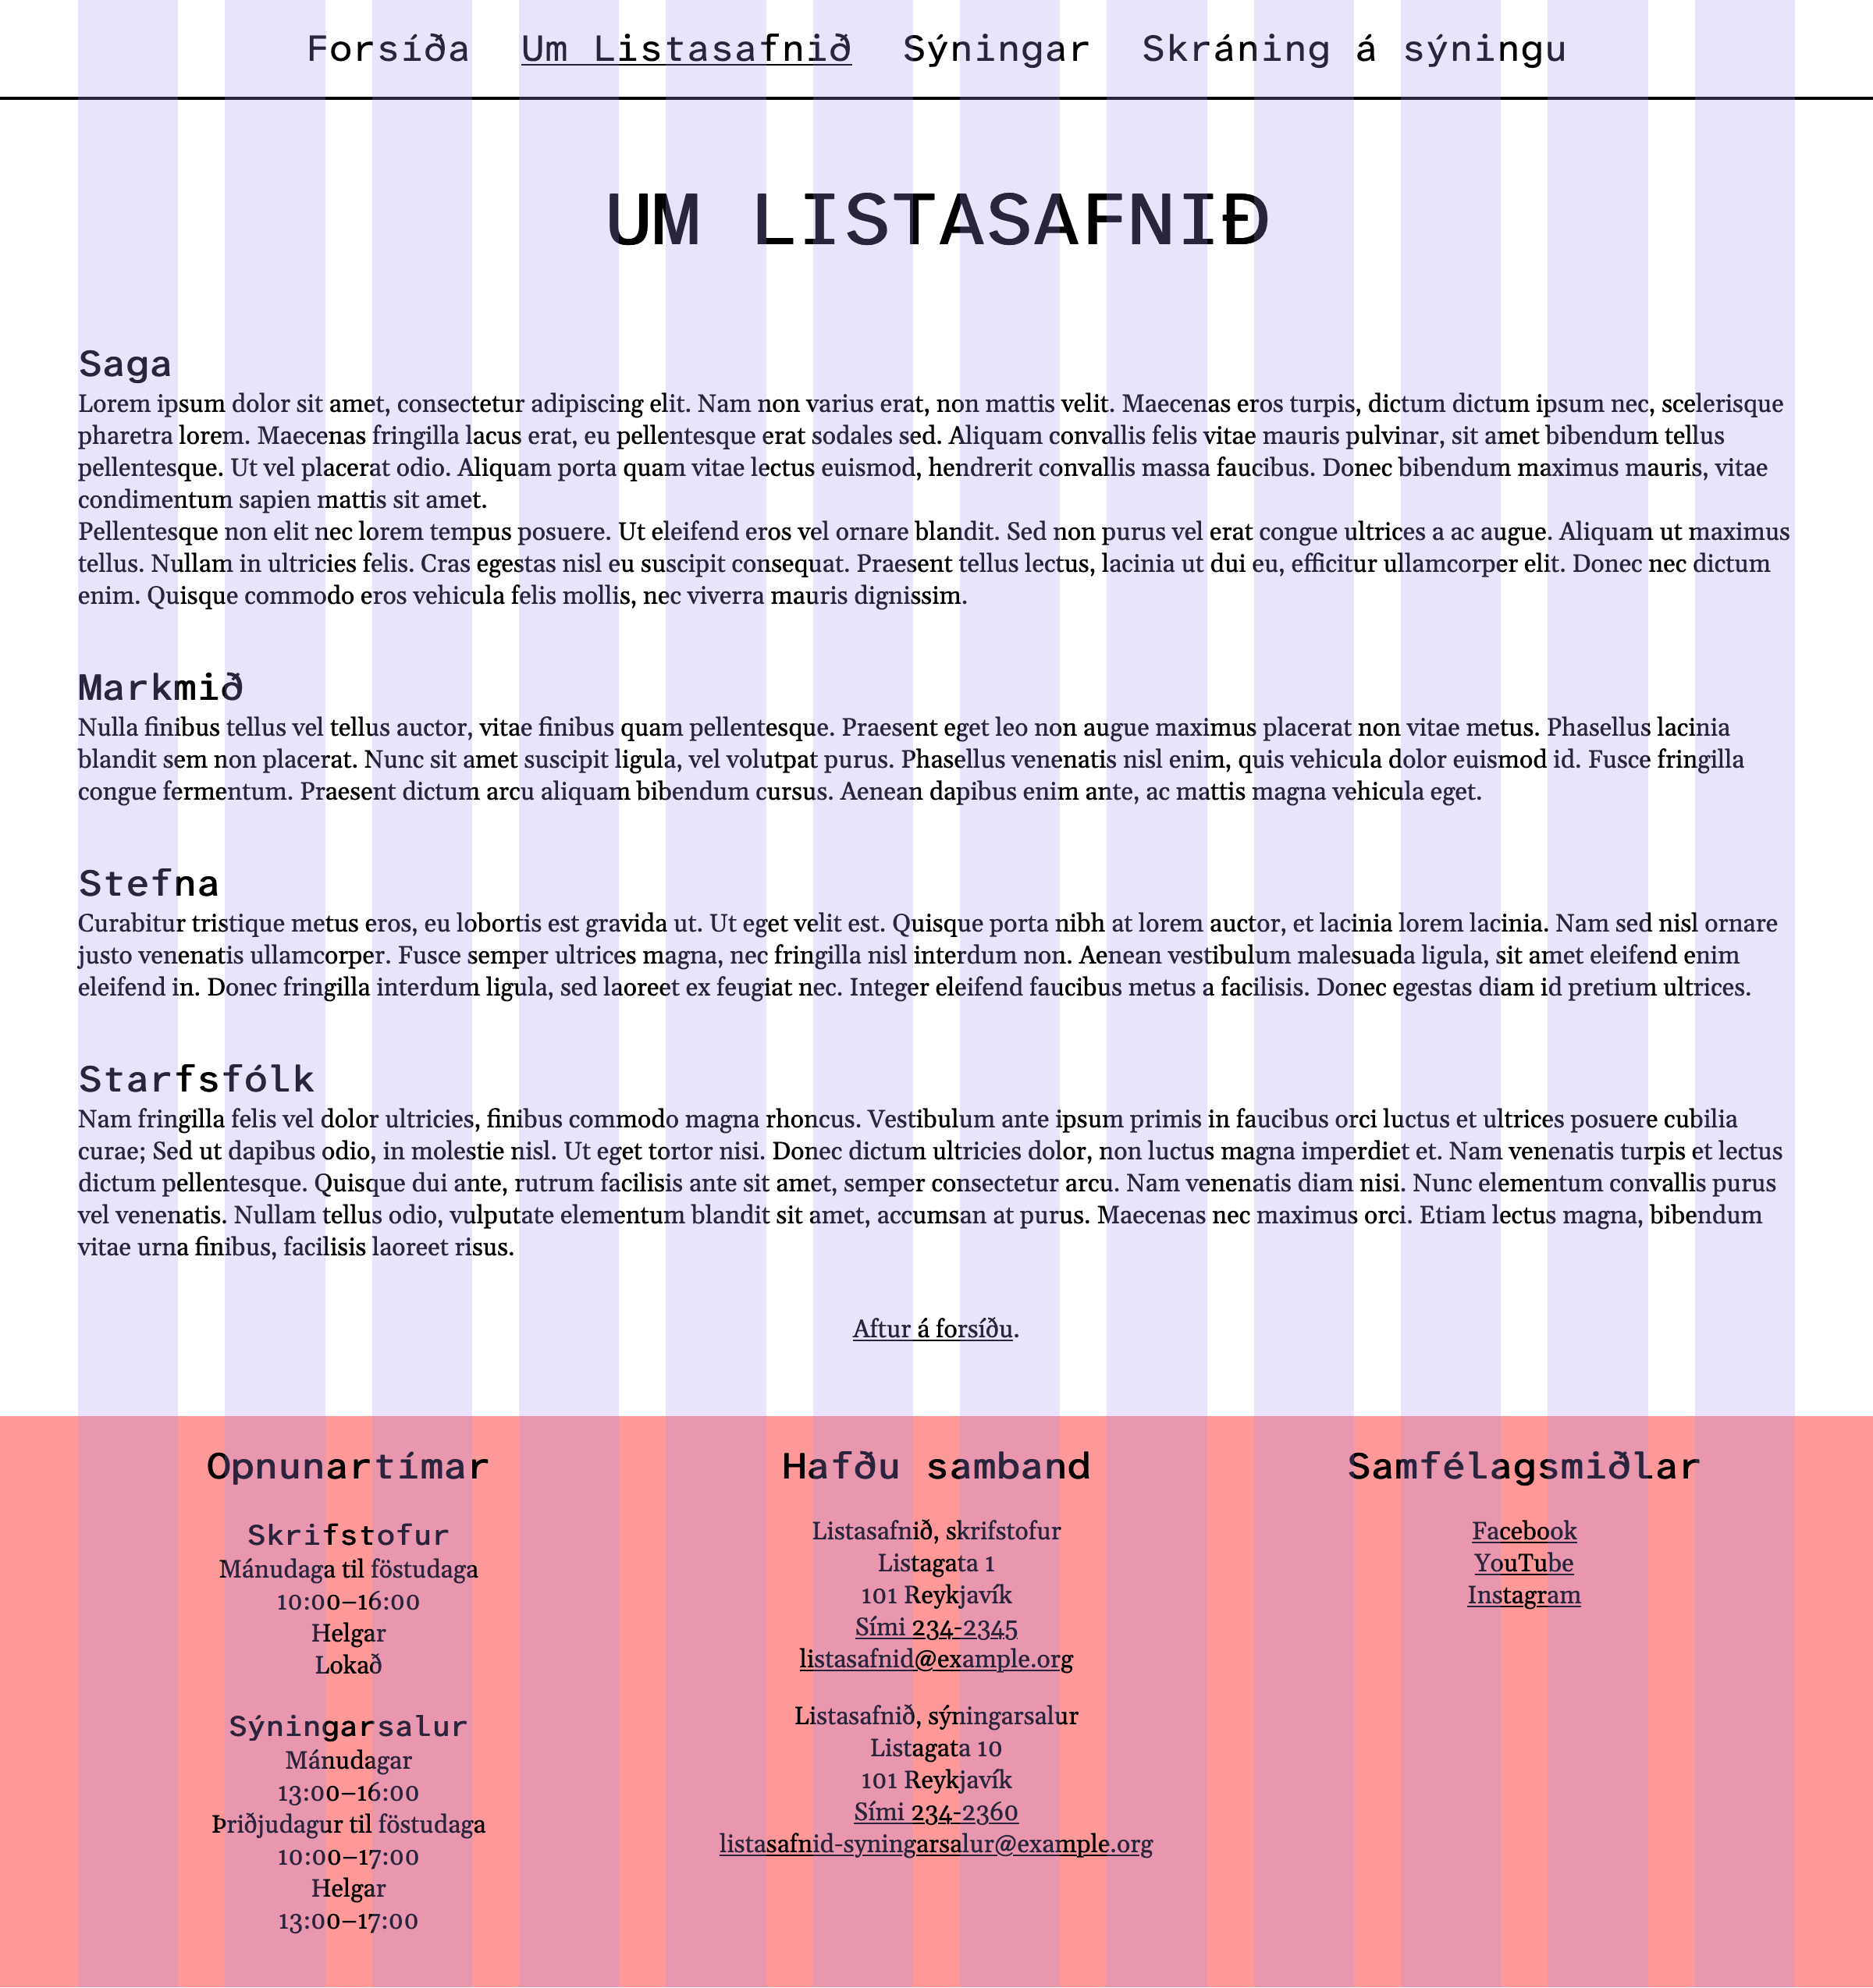 Forsíða Um Listasafnið Sýningar Skráning á sýningu
UM LISTASAFNIÐ
Saga
Lorem ipsum dolor sit amet, consectetur adipiscing elit. Nam non varius erat, non mattis velit. Maecenas eros turpis, dictum dictum ipsum nec, scelerisque
pharetra lorem. Maecenas fringilla lacus erat, eu pellentesque erat sodales sed. Aliquam convallis felis vitae mauris pulvinar, sit amet bibendum tellus
pellentesque. Ut vel placerat odio. Aliquam porta quam vitae lectus euismod, hendrerit convallis massa faucibus. Donec bibendum maximus mauris, vitae
condimentum sapien mattis sit amet.
Pellentesque non elit nec lorem tempus posuere. Ut eleifend eros vel ornare blandit. Sed non purus vel erat congue ultrices a ac augue. Aliquam ut maximus
tellus. Nullam in ultricies felis. Cras egestas nisl eu suscipit consequat. Praesent tellus lectus, lacinia ut dui eu, efficitur ullamcorper elit. Donec nec dictum
enim. Quisque commodo eros vehicula felis mollis, nec viverra mauris dignissim.
Markmið
Nulla finibus tellus vel tellus auctor, vitae finibus quam pellentesque. Praesent eget leo non augue maximus placerat non vitae metus. Phasellus lacinia
blandit sem non placerat. Nunc sit amet suscipit ligula, vel volutpat purus. Phasellus venenatis nisl enim, quis vehicula dolor euismod id. Fusce fringilla
congue fermentum. Praesent dictum arcu aliquam bibendum cursus. Aenean dapibus enim ante, ac mattis magna vehicula eget.
Stefna
Curabitur tristique metus eros, eu lobortis est gravida ut. Ut eget velit est. Quisque porta nibh at lorem auctor, et lacinia lorem lacinia. Nam sed nisl ornare
justo venenatis ullamcorper. Fusce semper ultrices magna, nec fringilla nisl interdum non. Aenean vestibulum malesuada ligula, sit amet eleifend enim
eleifend in. Donec fringilla interdum ligula, sed laoreet ex feugiat nec. Integer eleifend faucibus metus a facilisis. Donec egestas diam id pretium ultrices.
Starfsfólk
Nam fringilla felis vel dolor ultricies, finibus commodo magna rhoncus. Vestibulum ante ipsum primis in faucibus orci luctus et ultrices posuere cubilia
curae; Sed ut dapibus odio, in molestie nisl. Ut eget tortor nisi. Donec dictum ultricies dolor, non luctus magna imperdiet et. Nam venenatis turpis et lectus
dictum pellentesque. Quisque dui ante, rutrum facilisis ante sit amet, semper consectetur arcu. Nam venenatis diam nisi. Nunc elementum convallis purus
vel venenatis. Nullam tellus odio, vulputate elementum blandit sit amet, accumsan at purus. Maecenas nec maximus orci. Etiam lectus magna, bibendum
vitae urna finibus, facilisis laoreet risus.
Aftur á forsíðu.
Opnunartímar
Skrifstofur
Mánudaga til föstudaga
10:00–16:00
Helgar
Lokað
Sýningarsalur
Mánudagar
13:00–16:00
Þriðjudagur til föstudaga
10:00–17:00
Helgar
13:00–17:00
Hafðu samband
Listasafnið, skrifstofur
Listagata 1
101 Reykjavík
Sími 234-2345
listasafnid@example.org
Listasafnið, sýningarsalur
Listagata 10
101 Reykjavík
Sími 234-2360
listasafnid-syningarsalur@example.org
Samfélagsmiðlar
Facebook
YouTube
Instagram